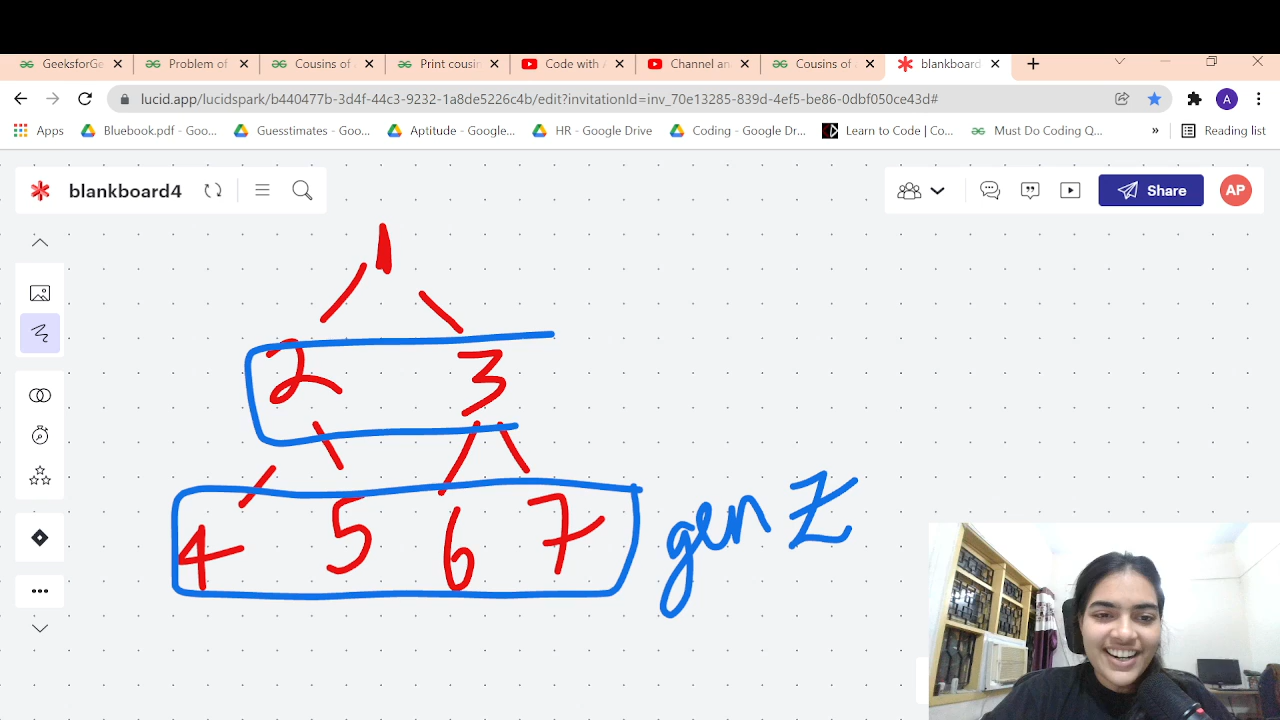 GeeksforGe
Problem of
Cousins of
Print cousin
Code with
Channel an
Cousins of
blankboard
lucid.app/lucidspark/b440477b-3d4f-44c3-9232-1a8de5226c4b/edit?invitationId=inv_70e13285-839d-4ef5-be86-0dbf050ce43d#
A
Apps
Bluebook.pdf - Goo...
Guesstimates - Goo...
Aptitude - Google...
HR - Google Drive
Coding - Google Dr...
Learn to Code | Co...
Must Do Coding Q...
»
Reading list
blankboard4
Share
AP
1
2 3
4 5 6 7
gen Z